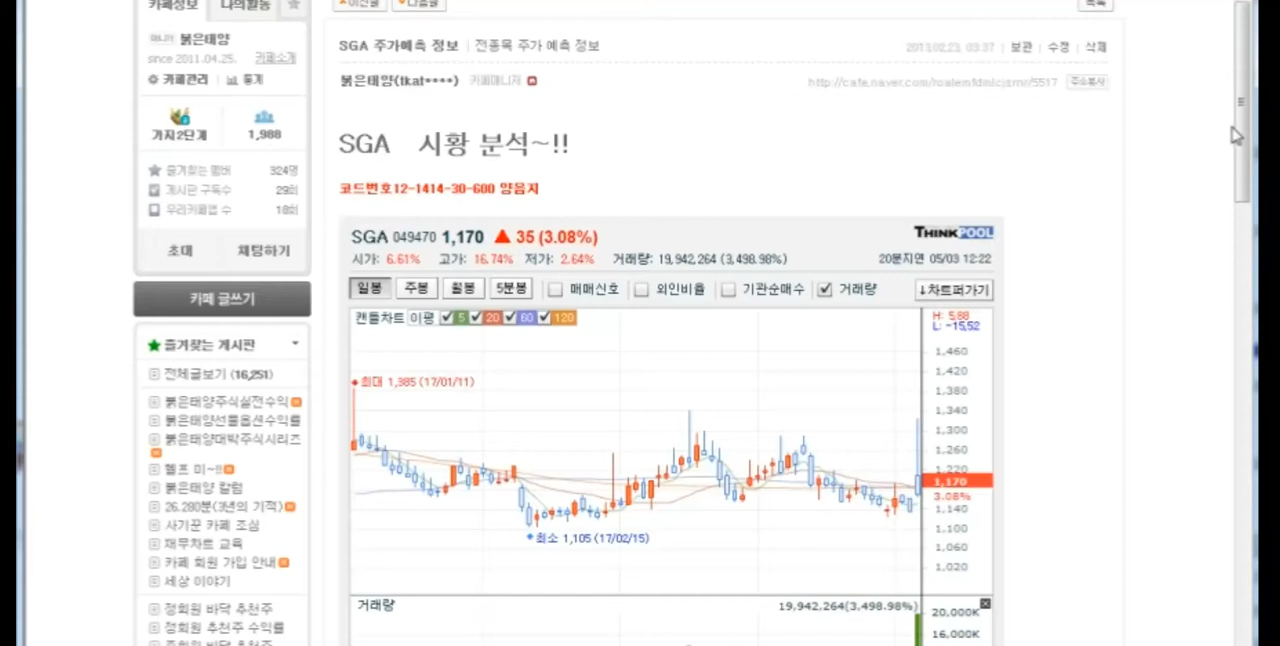 카페정보 나의활동
이전글 다음글 목록
매니저 붉은태양
since 2011.04.25. 카페소개
카페관리 통계
가지2단계 1,988
즐겨찾는 멤버 324명
게시판 구독수 29회
우리카페앱 수 18회
초대 채팅하기
카페 글쓰기
즐겨찾는 게시판
전체글보기 (16,251)
붉은태양주식실전수익
붉은태양선물옵션수익률
붉은태양대박주식시리즈
헬프 미~!!
붉은태양 칼럼
26.280분(3년의 기적)
사기꾼 카페 조심
재무차트 교육
카페 회원 가입 안내
세상 이야기
정회원 바닥 추천주
정회원 추천주 수익률
SGA 주가예측 정보 | 전종목 주가 예측 정보
2013.02.23. 03:37 | 보관 | 수정 | 삭제
붉은태양(tkat****) 카페매니저
주소복사
SGA 시황 분석~!!
코드번호12-1414-30-600 양음지
SGA 049470 1,170 ▲ 35 (3.08%)
THINKPOOL
시가: 6.61% 고가: 16.74% 저가: 2.64% 거래량: 19,942,264 (3,498.98%)
20분지연 05/03 12:22
일봉 주봉 월봉 5분봉 매매신호 외인비율 기관순매수 거래량 ↓차트퍼가기
캔들차트 이평 5 20 60 120
H: 5.88
L: -15.52
1,460
1,420
1,380
1,340
1,300
1,260
1,220
1,170
3.08%
1,140
1,100
1,060
1,020
최대 1,385 (17/01/11)
최소 1,105 (17/02/15)
거래량 19,942,264(3,498.98%)
20,000K
16,000K